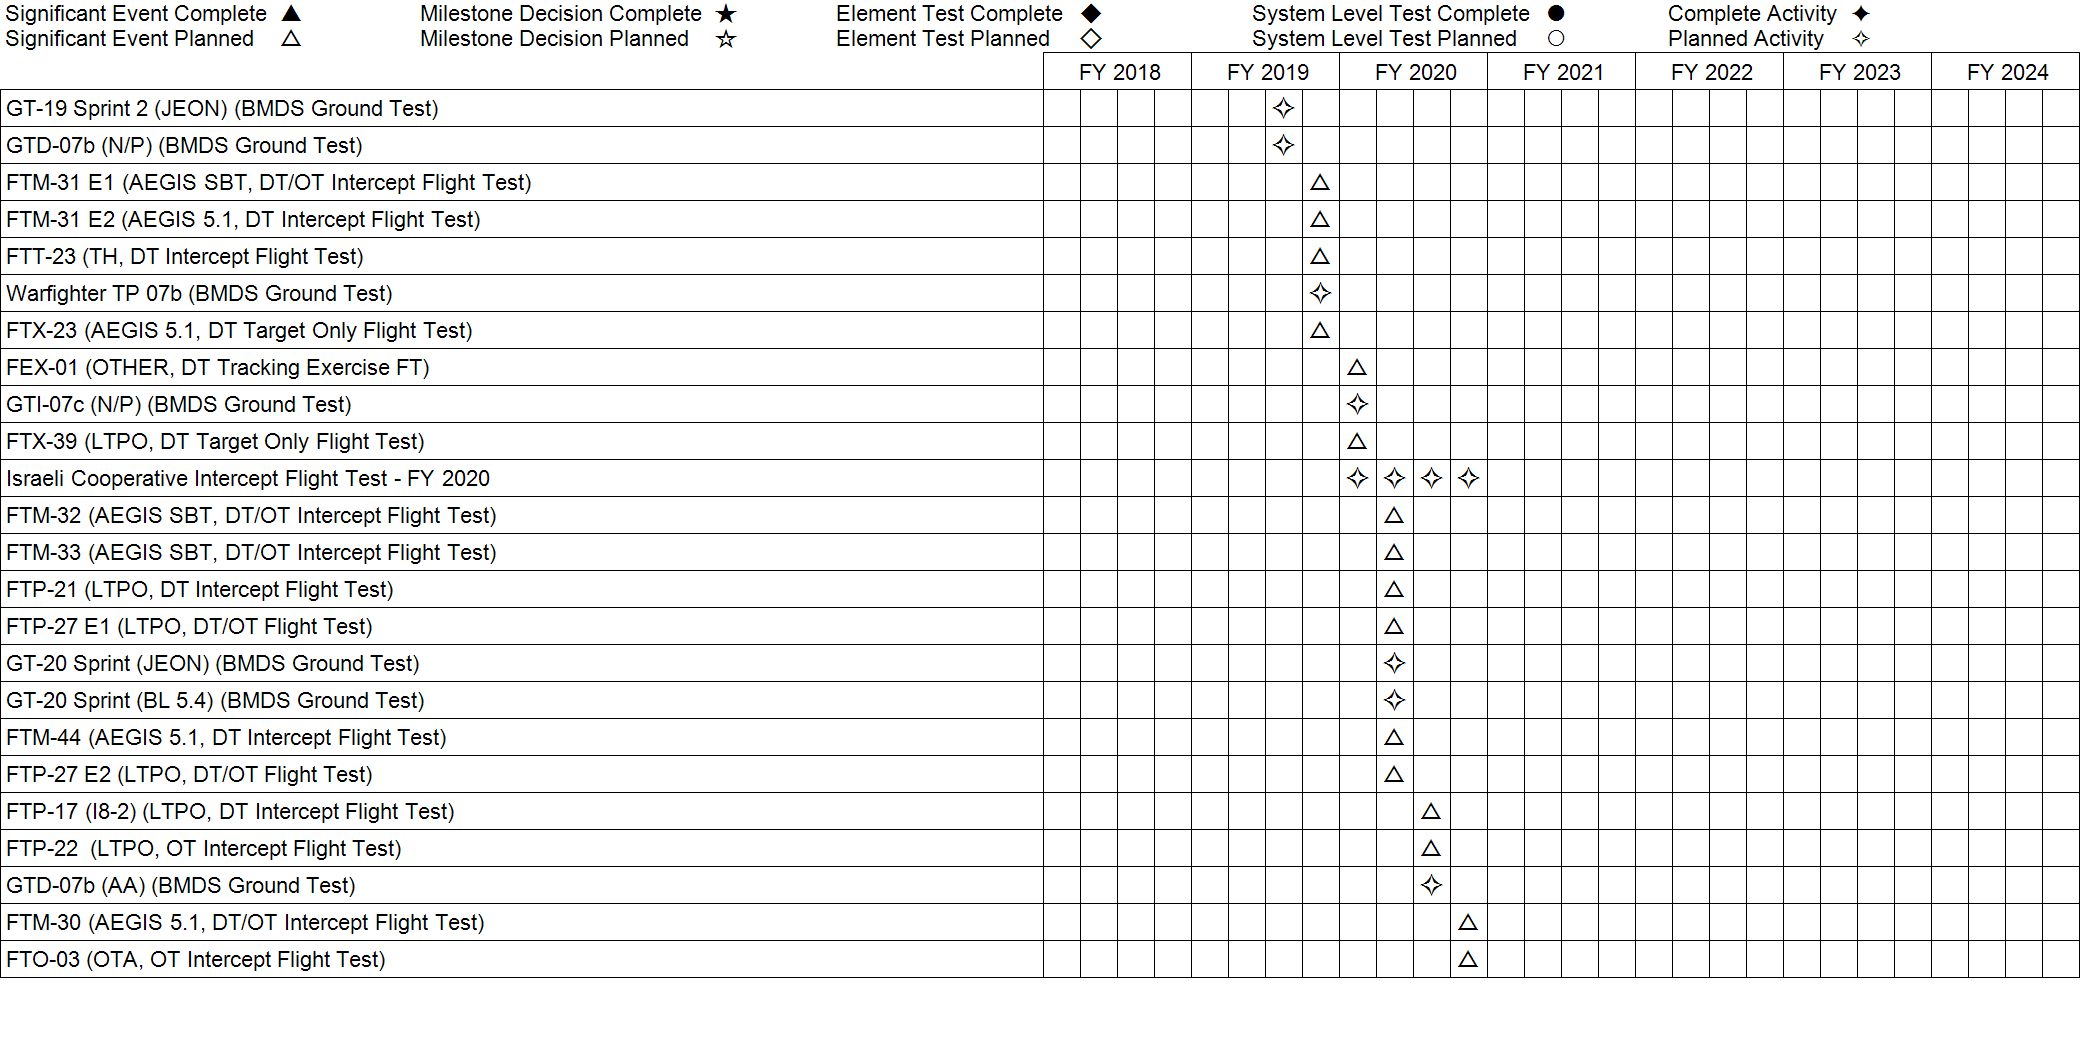 Significant Event Complete ▲ Milestone Decision Complete ★ Element Test Complete ◆ System Level Test Complete ● Complete Activity ✦
Significant Event Planned △ Milestone Decision Planned ☆ Element Test Planned ◇ System Level Test Planned ○ Planned Activity ✧
FY 2018 FY 2019 FY 2020 FY 2021 FY 2022 FY 2023 FY 2024
GT-19 Sprint 2 (JEON) (BMDS Ground Test) ✧
GTD-07b (N/P) (BMDS Ground Test) ✧
FTM-31 E1 (AEGIS SBT, DT/OT Intercept Flight Test) △
FTM-31 E2 (AEGIS 5.1, DT Intercept Flight Test) △
FTT-23 (TH, DT Intercept Flight Test) △
Warfighter TP 07b (BMDS Ground Test) ✧
FTX-23 (AEGIS 5.1, DT Target Only Flight Test) △
FEX-01 (OTHER, DT Tracking Exercise FT) △
GTI-07c (N/P) (BMDS Ground Test) ✧
FTX-39 (LTPO, DT Target Only Flight Test) △
Israeli Cooperative Intercept Flight Test - FY 2020 ✧ ✧ ✧ ✧
FTM-32 (AEGIS SBT, DT/OT Intercept Flight Test) △
FTM-33 (AEGIS SBT, DT/OT Intercept Flight Test) △
FTP-21 (LTPO, DT Intercept Flight Test) △
FTP-27 E1 (LTPO, DT/OT Flight Test) △
GT-20 Sprint (JEON) (BMDS Ground Test) ✧
GT-20 Sprint (BL 5.4) (BMDS Ground Test) ✧
FTM-44 (AEGIS 5.1, DT Intercept Flight Test) △
FTP-27 E2 (LTPO, DT/OT Flight Test) △
FTP-17 (I8-2) (LTPO, DT Intercept Flight Test) △
FTP-22 (LTPO, OT Intercept Flight Test) △
GTD-07b (AA) (BMDS Ground Test) ✧
FTM-30 (AEGIS 5.1, DT/OT Intercept Flight Test) △
FTO-03 (OTA, OT Intercept Flight Test) △